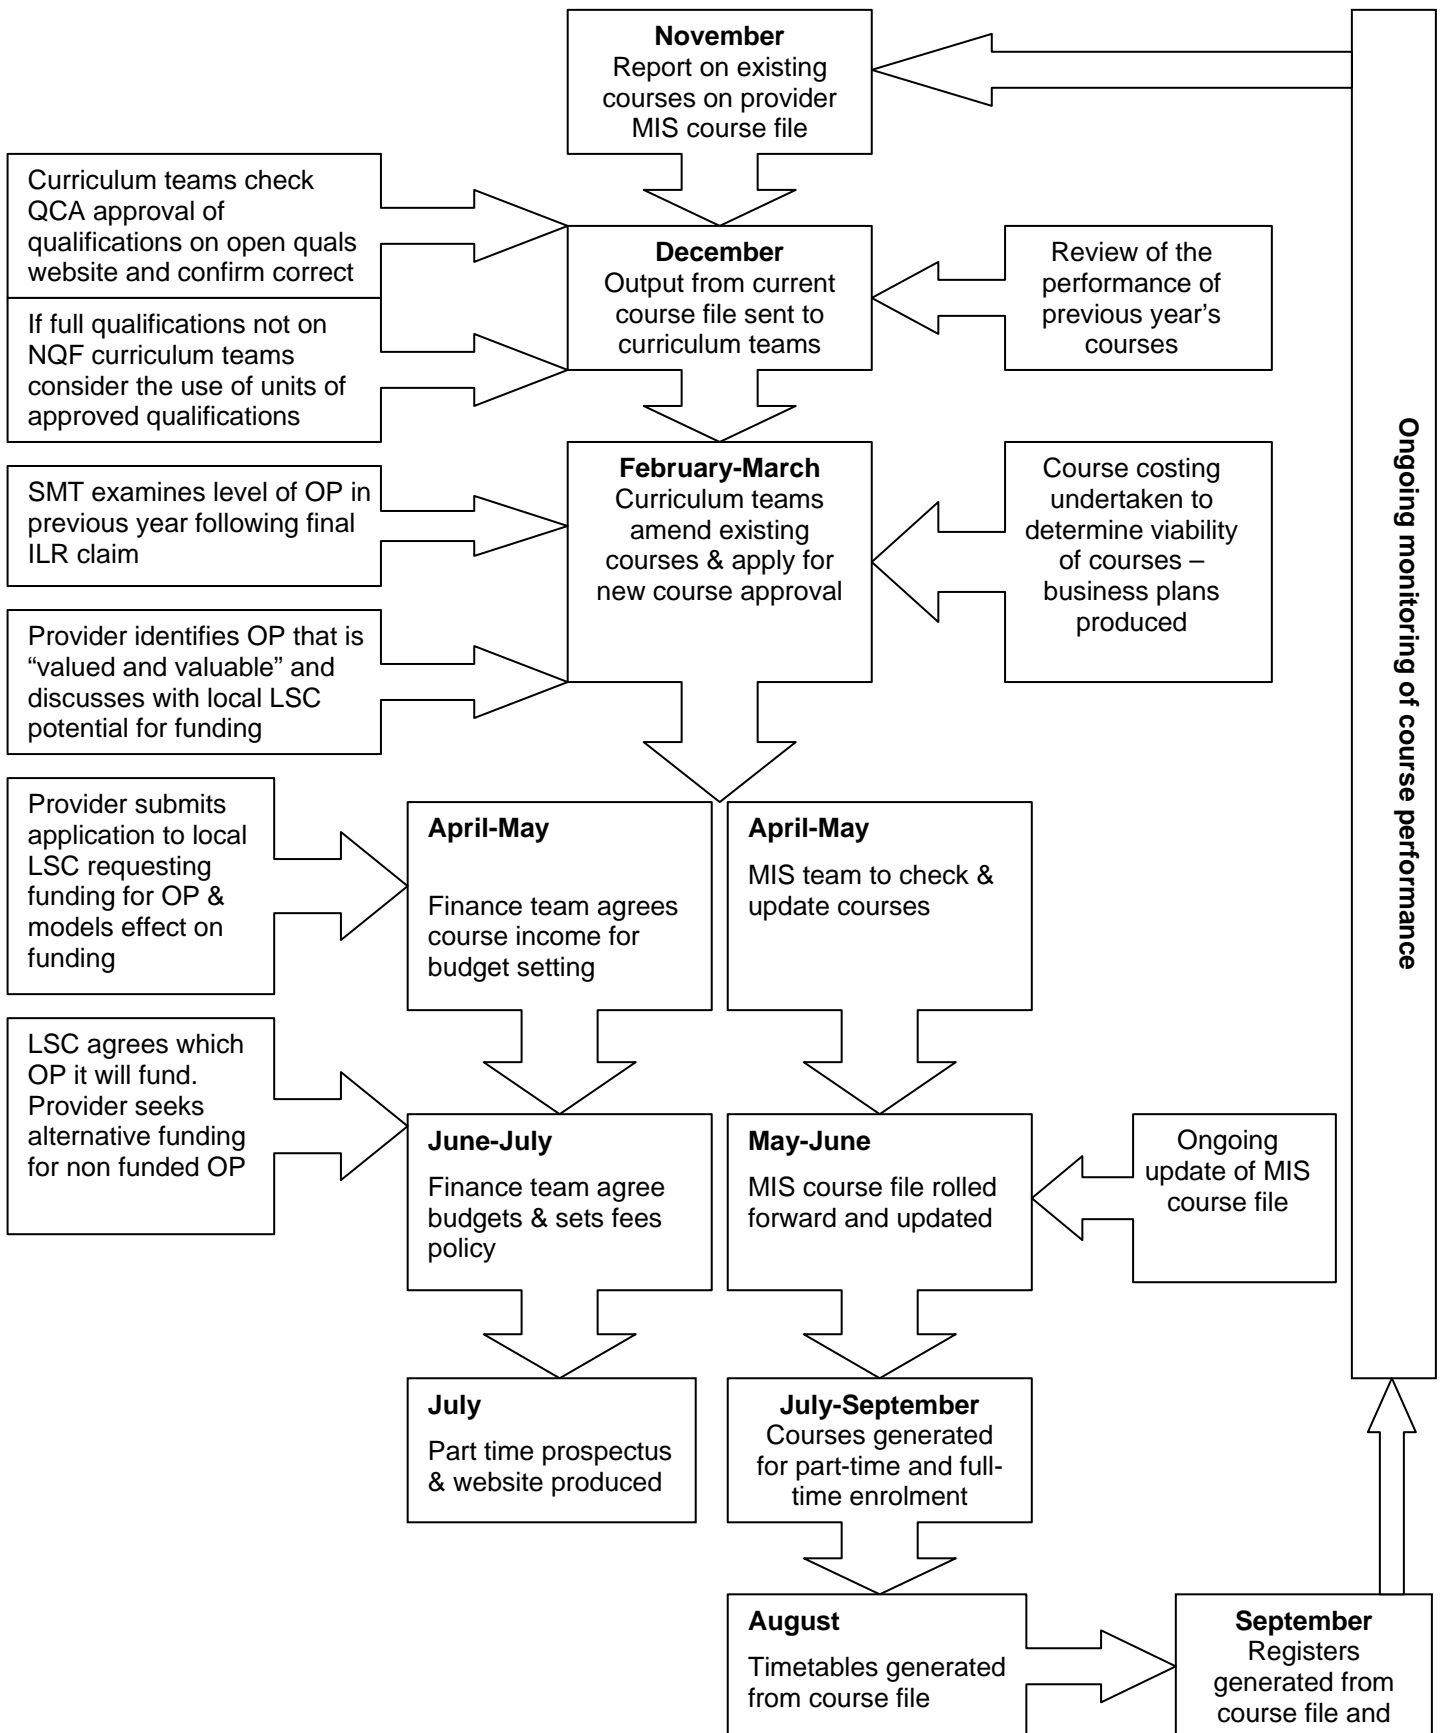 November
Report on existing
courses on provider
MIS course file
Curriculum teams check
QCA approval of
qualifications on open quals
website and confirm correct
If full qualifications not on
NQF curriculum teams
consider the use of units of
approved qualifications
December
Output from current
course file sent to
curriculum teams
Review of the
performance of
previous year's
courses
SMT examines level of OP in
previous year following final
ILR claim
Provider identifies OP that is
“valued and valuable” and
discusses with local LSC
potential for funding
February-March
Curriculum teams
amend existing
courses & apply for
new course approval
Course costing
undertaken to
determine viability
of courses –
business plans
produced
Ongoing monitoring of course performance
Provider submits
application to local
LSC requesting
funding for OP &
models effect on
funding
April-May
Finance team agrees
course income for
budget setting
April-May
MIS team to check &
update courses
LSC agrees which
OP it will fund.
Provider seeks
alternative funding
for non funded OP
June-July
Finance team agree
budgets & sets fees
policy
May-June
MIS course file rolled
forward and updated
Ongoing
update of MIS
course file
July
Part time prospectus
& website produced
July-September
Courses generated
for part-time and full-
time enrolment
August
Timetables generated
from course file
September
Registers
generated from
course file and